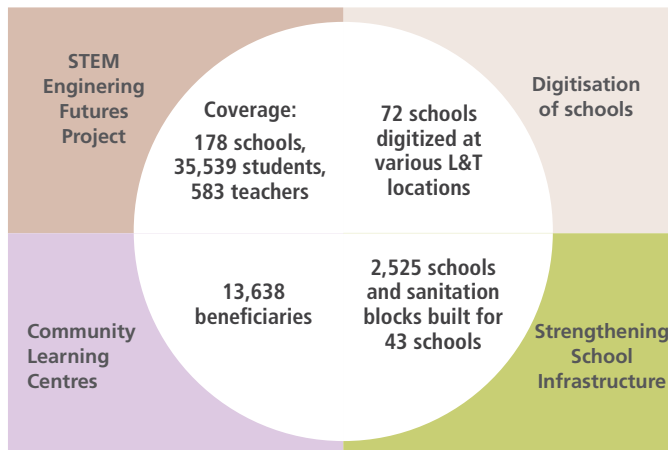 STEM
Enginering
Futures
Project
Coverage:
178 schools,
35,539 students,
583 teachers
72 schools
digitized at
various L&T
locations
Digitisation
of schools
Community
Learning
Centres
13,638
beneficiaries
2,525 schools
and sanitation
blocks built for
43 schools
Strengthening
School
Infrastructure